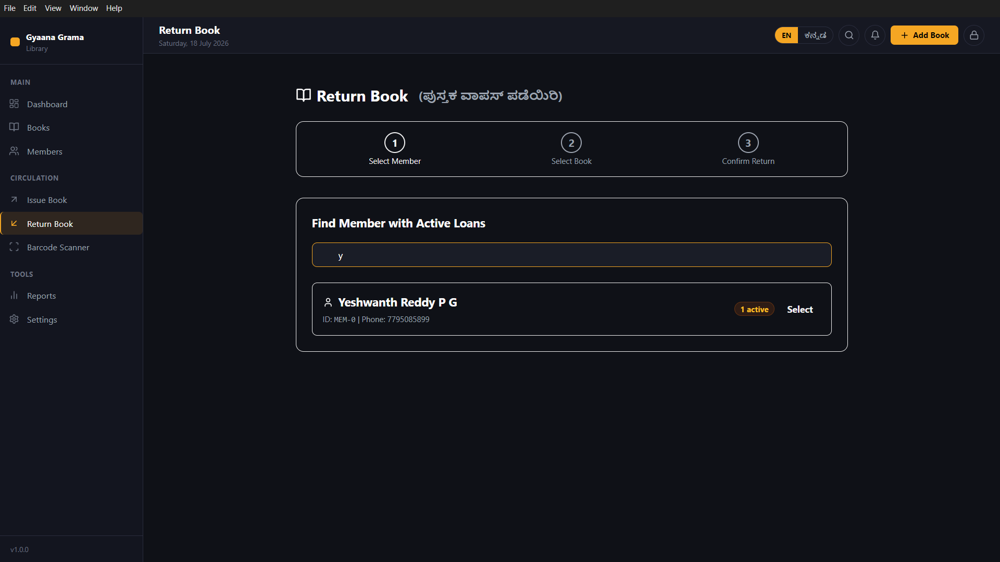 File Edit View Window Help
Gyaana Grama
Library
MAIN
Dashboard
Books
Members
CIRCULATION
Issue Book
Return Book
Barcode Scanner
TOOLS
Reports
Settings
v1.0.0
Return Book
Saturday, 18 July 2026
EN ಕನ್ನಡ
Add Book
Return Book (ಪುಸ್ತಕ ವಾಪಸ್ ಪಡೆಯಿರಿ)
1 2 3
Select Member Select Book Confirm Return
Find Member with Active Loans
y
Yeshwanth Reddy P G
ID: MEM-0 | Phone: 7795085899
1 active Select